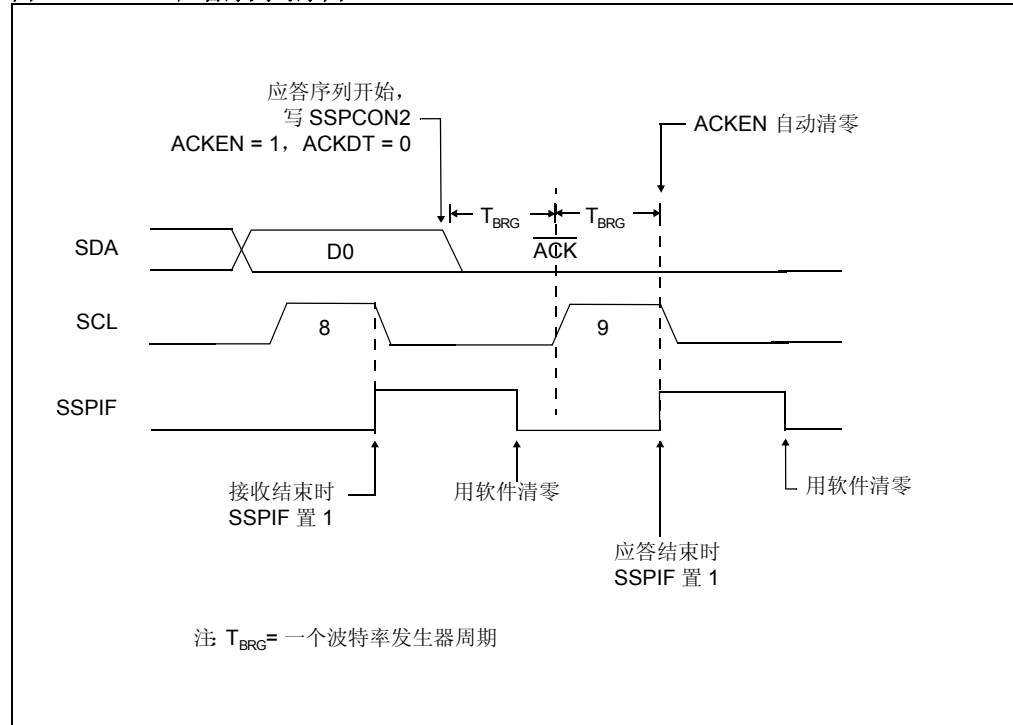 应答序列开始,
写 SSPCON2
ACKEN = 1, ACKDT = 0
ACKEN 自动清零
TBRG
TBRG
SDA
D0
ACK
SCL
8
9
SSPIF
接收结束时
SSPIF 置 1
用软件清零
用软件清零
应答结束时
SSPIF 置 1
注: TBRG= 一个波特率发生器周期